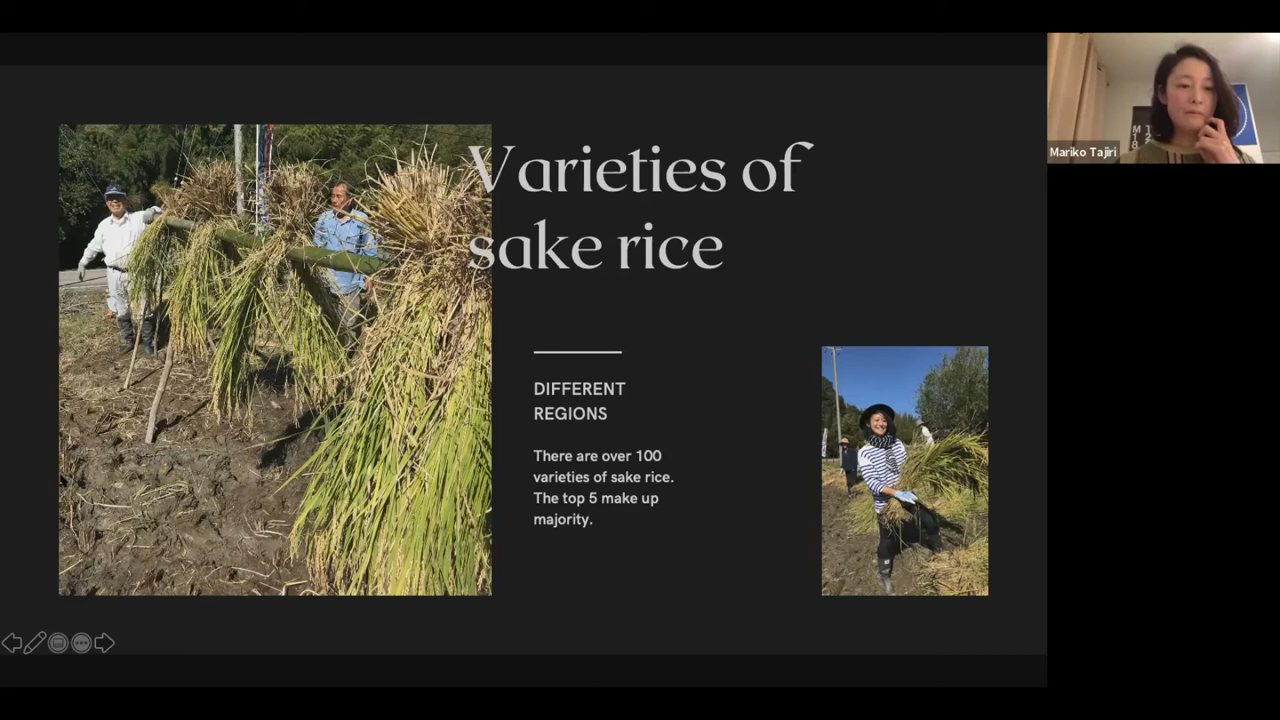 Varieties of
sake rice
DIFFERENT
REGIONS
There are over 100
varieties of sake rice.
The top 5 make up
majority.
Mariko Tajiri